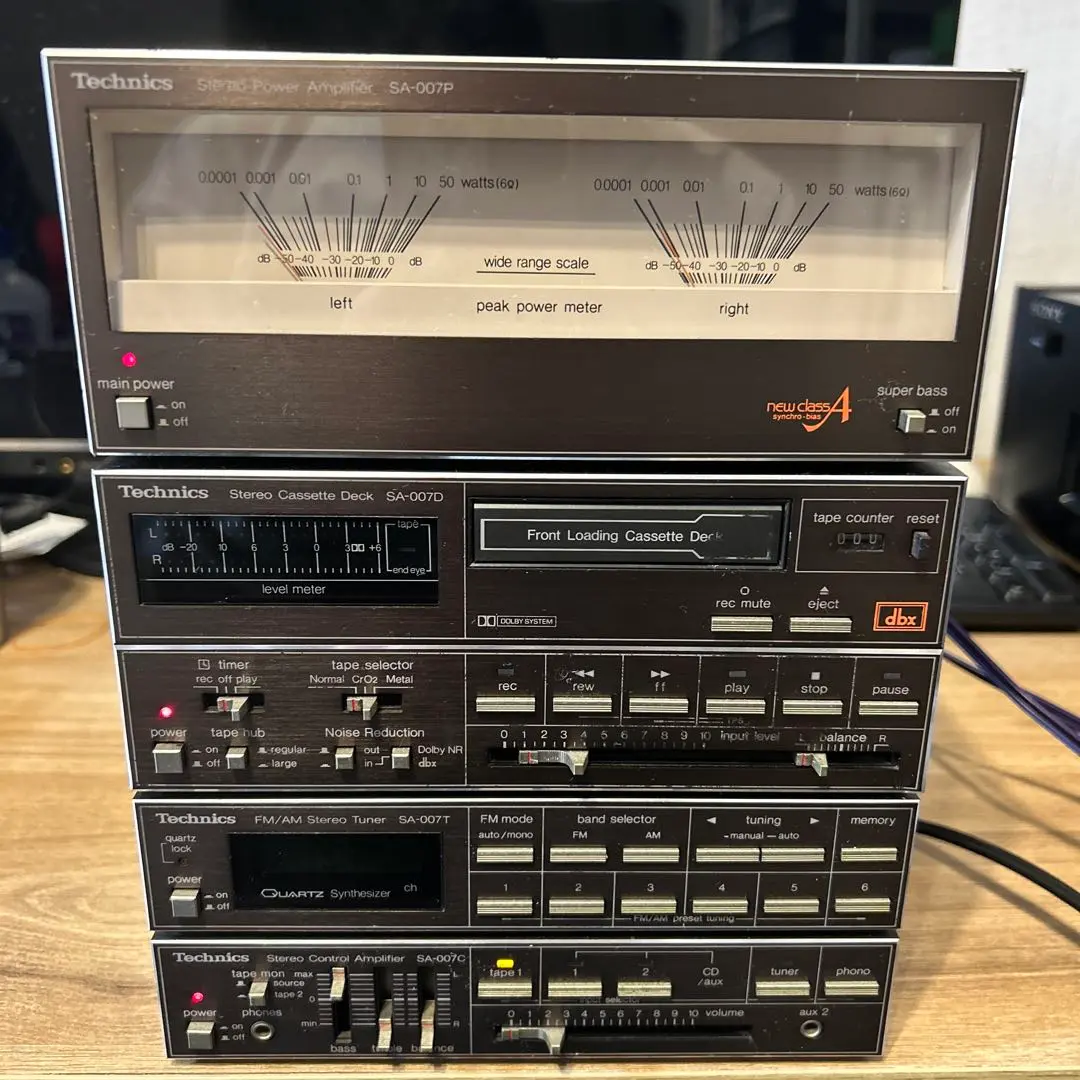 Technics Stereo Power Amplifier SA-007P
0.0001 0.001 0.01 0.1 1 10 50 watts(6Ω) 0.0001 0.001 0.01 0.1 1 10 50 watts(6Ω)
dB -50 -40 -30 -20 -10 0 dB wide range scale dB -50 -40 -30 -20 -10 0 dB
left peak power meter right
main power
on
off
new class A
synchro-bias
super bass
off
on
SONY
Technics Stereo Cassette Deck SA-007D
L
dB -20 10 6 3 0 3 +6
R
tape
end eye
level meter
Front Loading Cassette Deck
tape counter reset
000
DOLBY SYSTEM
rec mute eject
dbx
timer
rec off play
tape selector
Normal CrO2 Metal
power
on
off
tape hub
regular
large
Noise Reduction
out
in
Dolby NR
dbx
rec rew ff play stop pause
0 1 2 3 4 5 6 7 8 9 10 input level
L balance R
Technics FM/AM Stereo Tuner SA-007T
quartz
lock
power
on
off
QUARTZ Synthesizer ch
FM mode
auto/mono
band selector
FM AM
tuning
manual auto
memory
1 2 3 4 5 6
FM/AM preset tuning
Technics Stereo Control Amplifier SA-007C
tape mon
source
tape 2
power
on
off
phones
max
0
min
L
R
bass treble balance
tape 1 1 2 CD
/aux
tuner phono
input selector
0 1 2 3 4 5 6 7 8 9 10 volume
aux 2